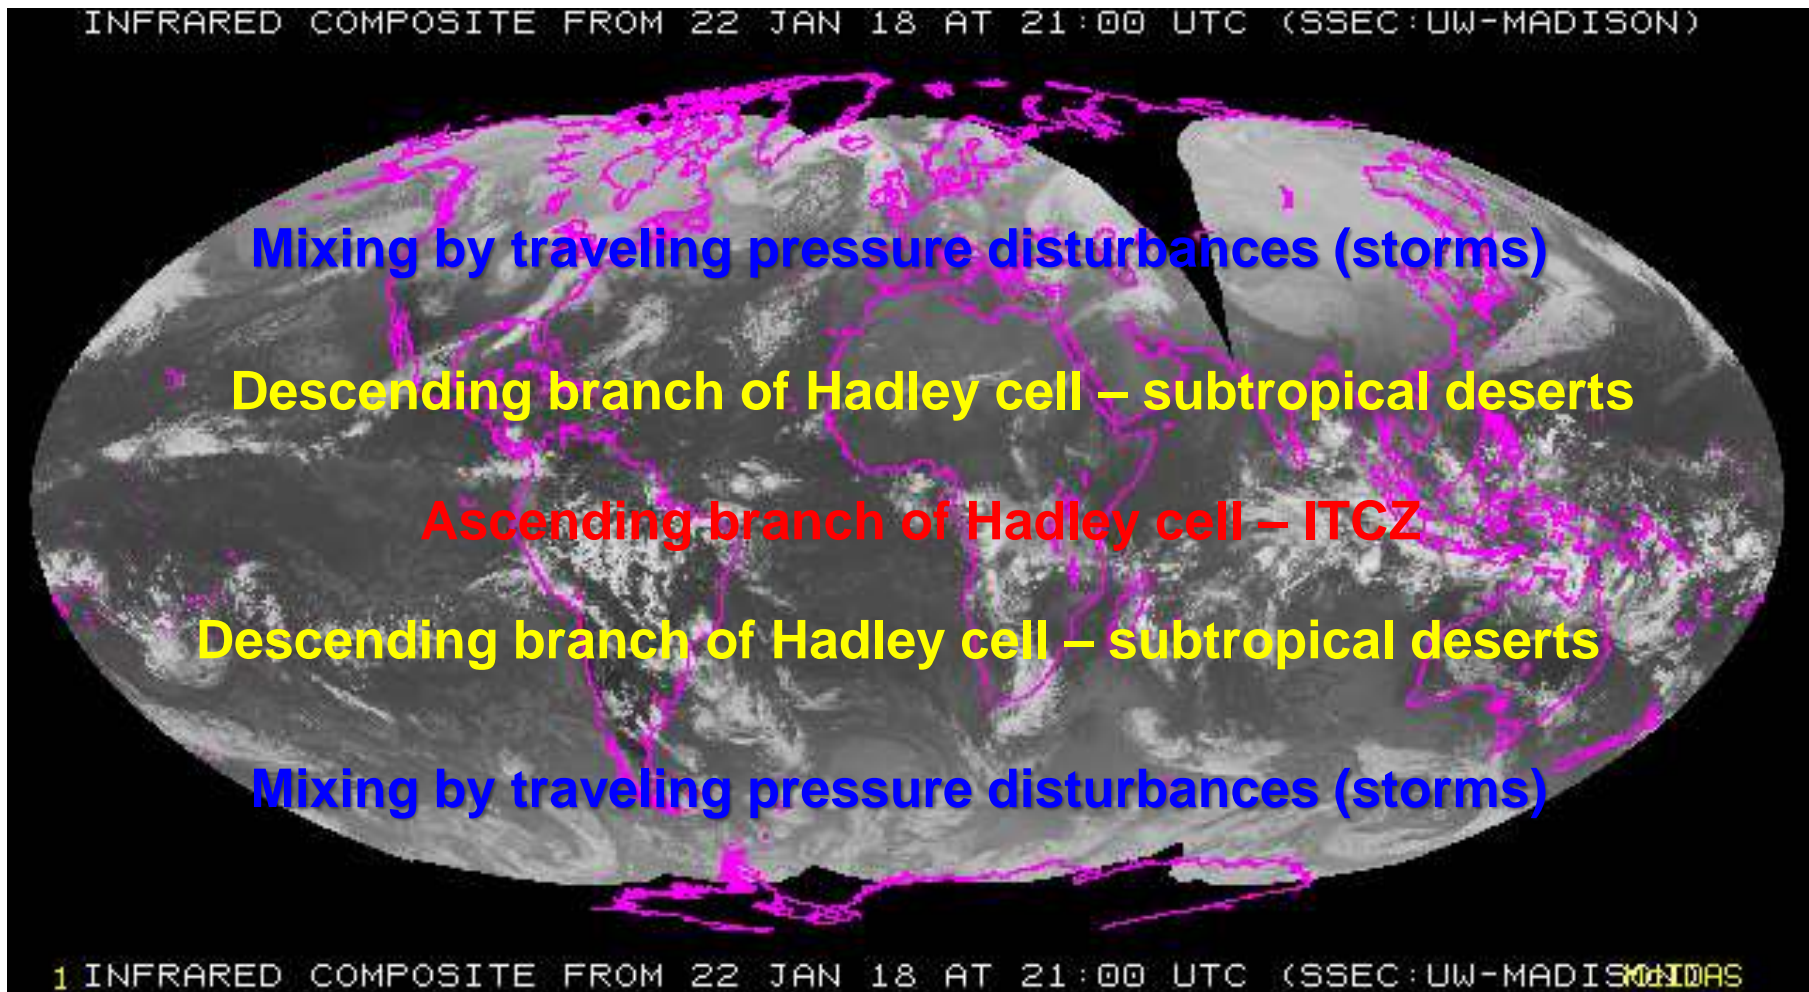 INFRARED COMPOSITE FROM 22 JAN 18 AT 21:00 UTC (SSEC:UW-MADISON)
Mixing by traveling pressure disturbances (storms)
Descending branch of Hadley cell – subtropical deserts
Ascending branch of Hadley cell – ITCZ
Descending branch of Hadley cell – subtropical deserts
Mixing by traveling pressure disturbances (storms)
1 INFRARED COMPOSITE FROM 22 JAN 18 AT 21:00 UTC (SSEC:UW-MADISON) McIDAS